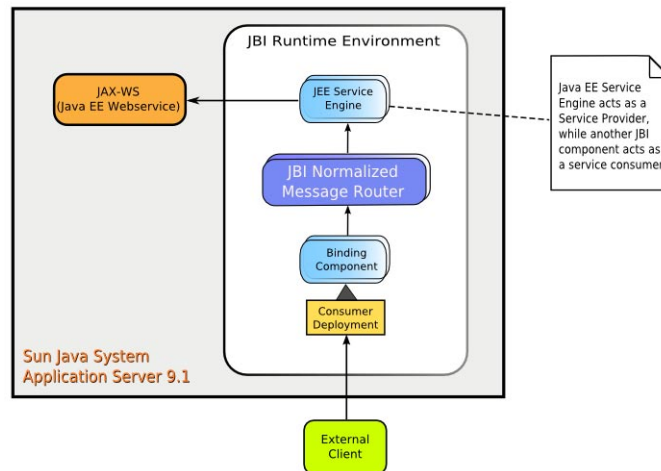 JBI Runtime Environment
JAX-WS
(Java EE Webservice)
JEE Service
Engine
Java EE Service
Engine acts as a
Service Provider,
while another JBI
component acts as
a service consumer
JBI Normalized
Message Router
Binding
Component
Consumer
Deployment
Sun Java System
Application Server 9.1
External
Client